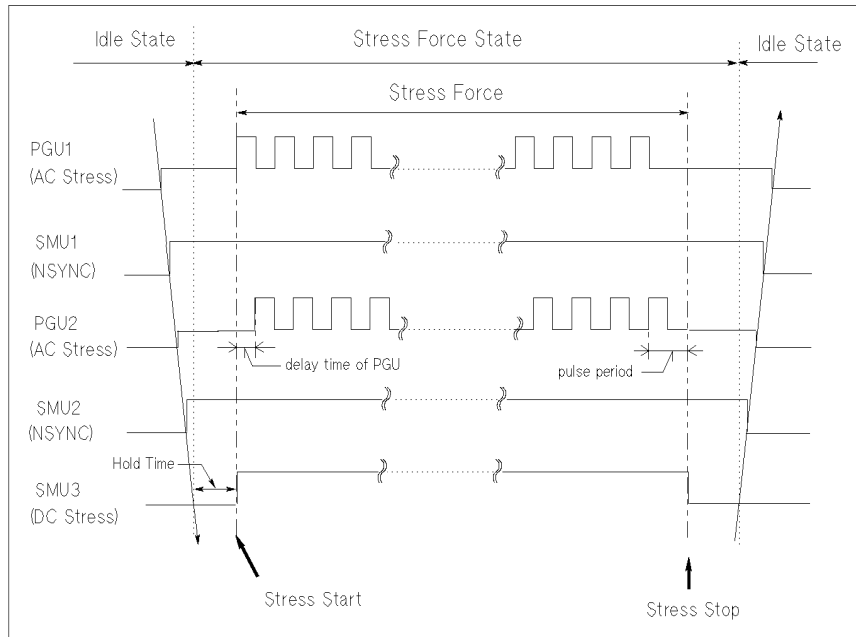 Idle State
Stress Force State
Idle State
Stress Force
PGU1
(AC Stress)
SMU1
(NSYNC)
PGU2
(AC Stress)
delay time of PGU
pulse period
SMU2
(NSYNC)
Hold Time
SMU3
(DC Stress)
Stress Start
Stress Stop